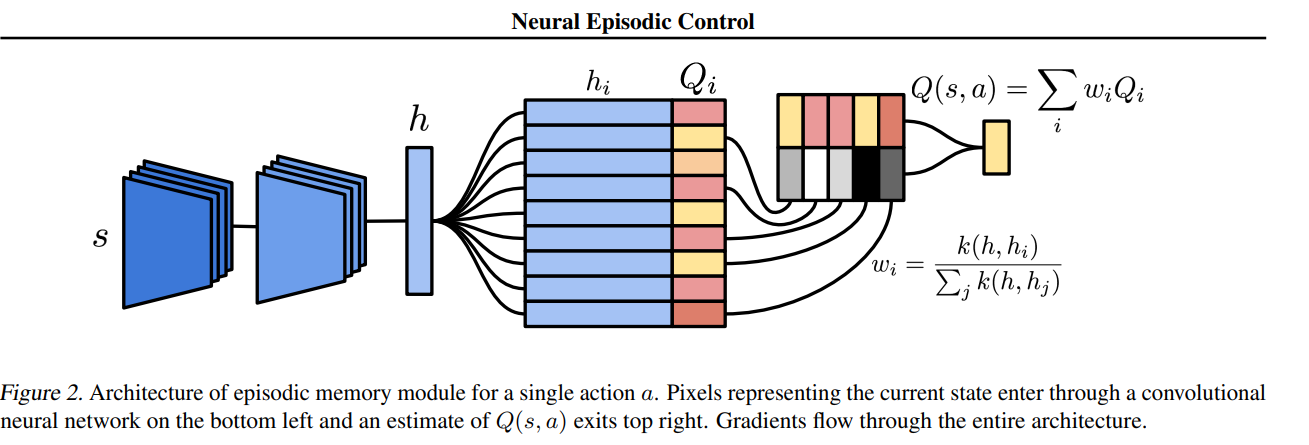 Neural Episodic Control
s
h
h_i
Q_i
Q(s, a) = ∑_i w_i Q_i
w_i = k(h, h_i) / ∑_j k(h, h_j)
Figure 2. Architecture of episodic memory module for a single action a. Pixels representing the current state enter through a convolutional
neural network on the bottom left and an estimate of Q(s, a) exits top right. Gradients flow through the entire architecture.